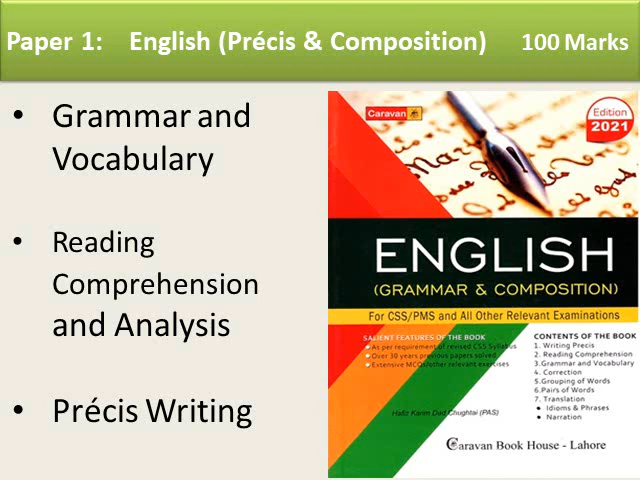 Paper 1: English (Précis & Composition) 100 Marks
• Grammar and
Vocabulary
• Reading
Comprehension
and Analysis
• Précis Writing
Caravan
Edition
2021
ENGLISH
(GRAMMAR & COMPOSITION)
For CSS/PMS and All Other Relevant Examinations
SALIENT FEATURES OF THE BOOK
As per requirement of revised CSS Syllabus
Over 30 years previous papers solved
Extensive MCQs/other relevant exercises
CONTENTS OF THE BOOK
1. Writing Precis
2. Reading Comprehension
3. Grammar and Vocabulary
4. Correction
5. Grouping of Words
6. Pairs of Words
7. Translation
• Idioms & Phrases
• Narration
Hafiz Karim Dad Chughtai (PAS)
Caravan Book House - Lahore